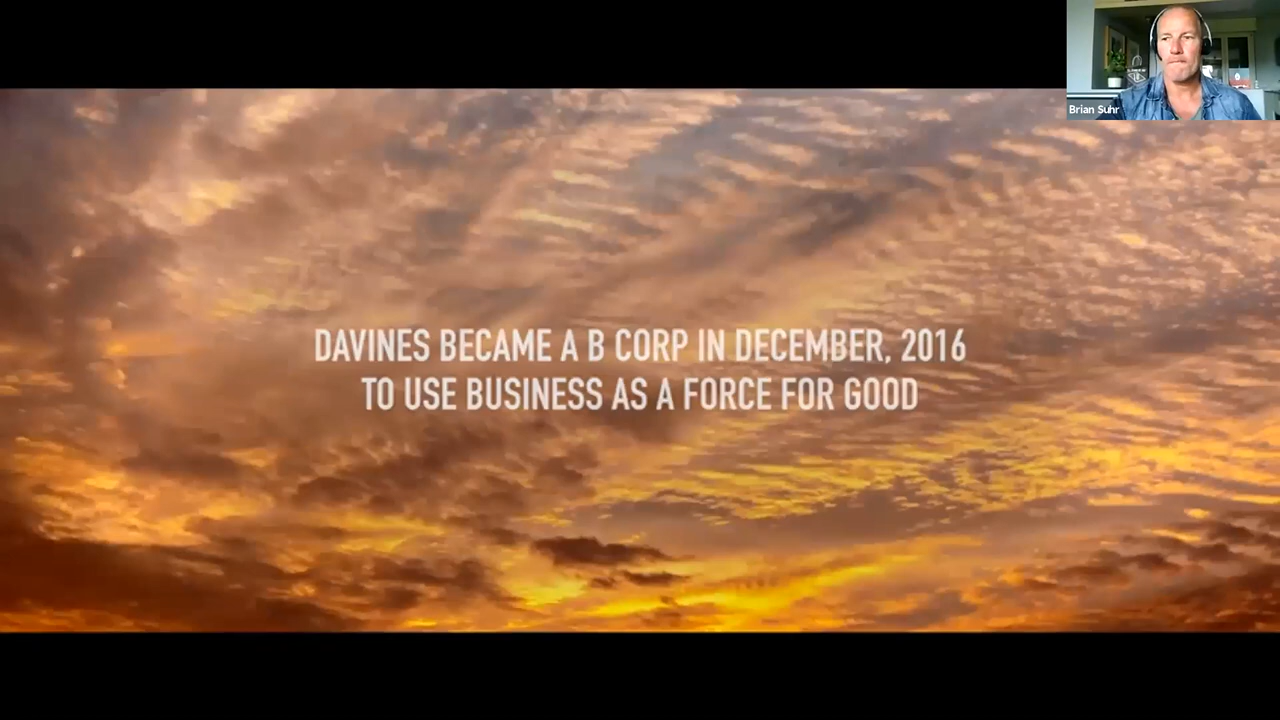 Brian Suhr
DAVINES BECAME A B CORP IN DECEMBER, 2016
TO USE BUSINESS AS A FORCE FOR GOOD